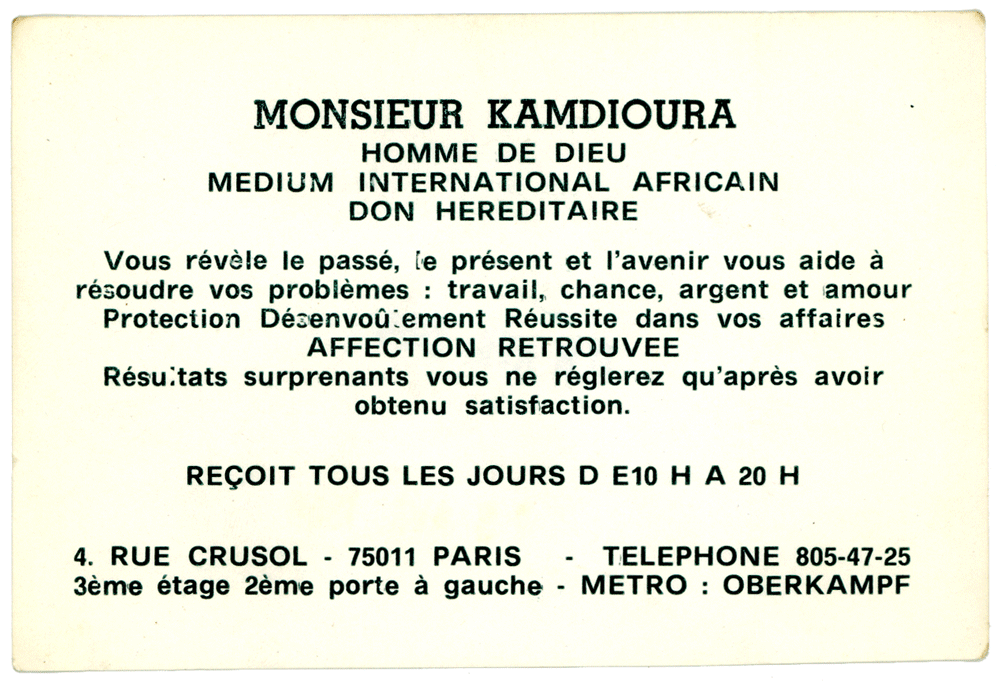 MONSIEUR KAMDIOURA
HOMME DE DIEU
MEDIUM INTERNATIONAL AFRICAIN
DON HEREDITAIRE
Vous révèle le passé, le présent et l'avenir vous aide à
résoudre vos problèmes : travail, chance, argent et amour
Protection Désenvoûtement Réussite dans vos affaires
AFFECTION RETROUVEE
Résultats surprenants vous ne réglerez qu'après avoir
obtenu satisfaction.
REÇOIT TOUS LES JOURS D E10 H A 20 H
4. RUE CRUSOL - 75011 PARIS - TELEPHONE 805-47-25
3ème étage 2ème porte à gauche - METRO : OBERKAMPF